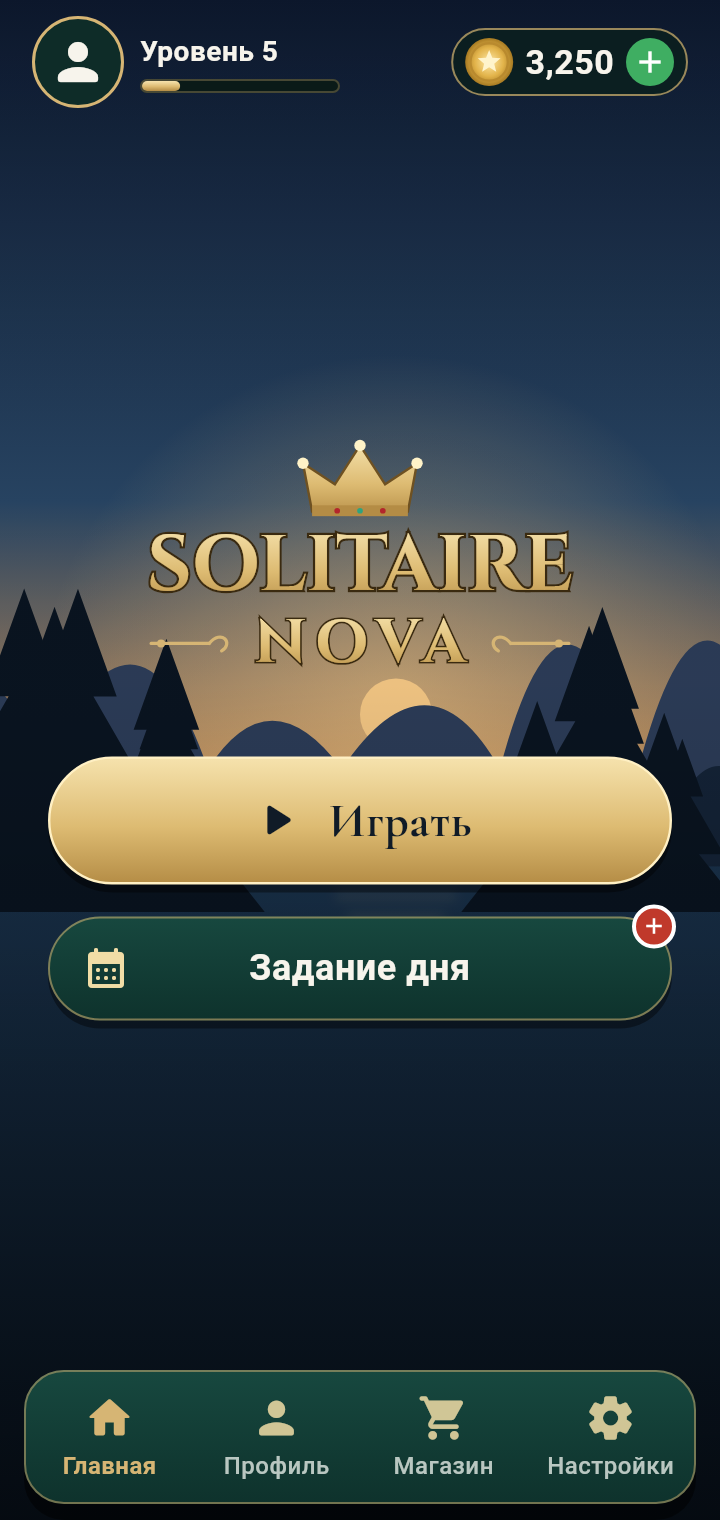 Уровень 5
3,250
SOLITAIRE
NOVA
Играть
Задание дня
Главная
Профиль
Магазин
Настройки